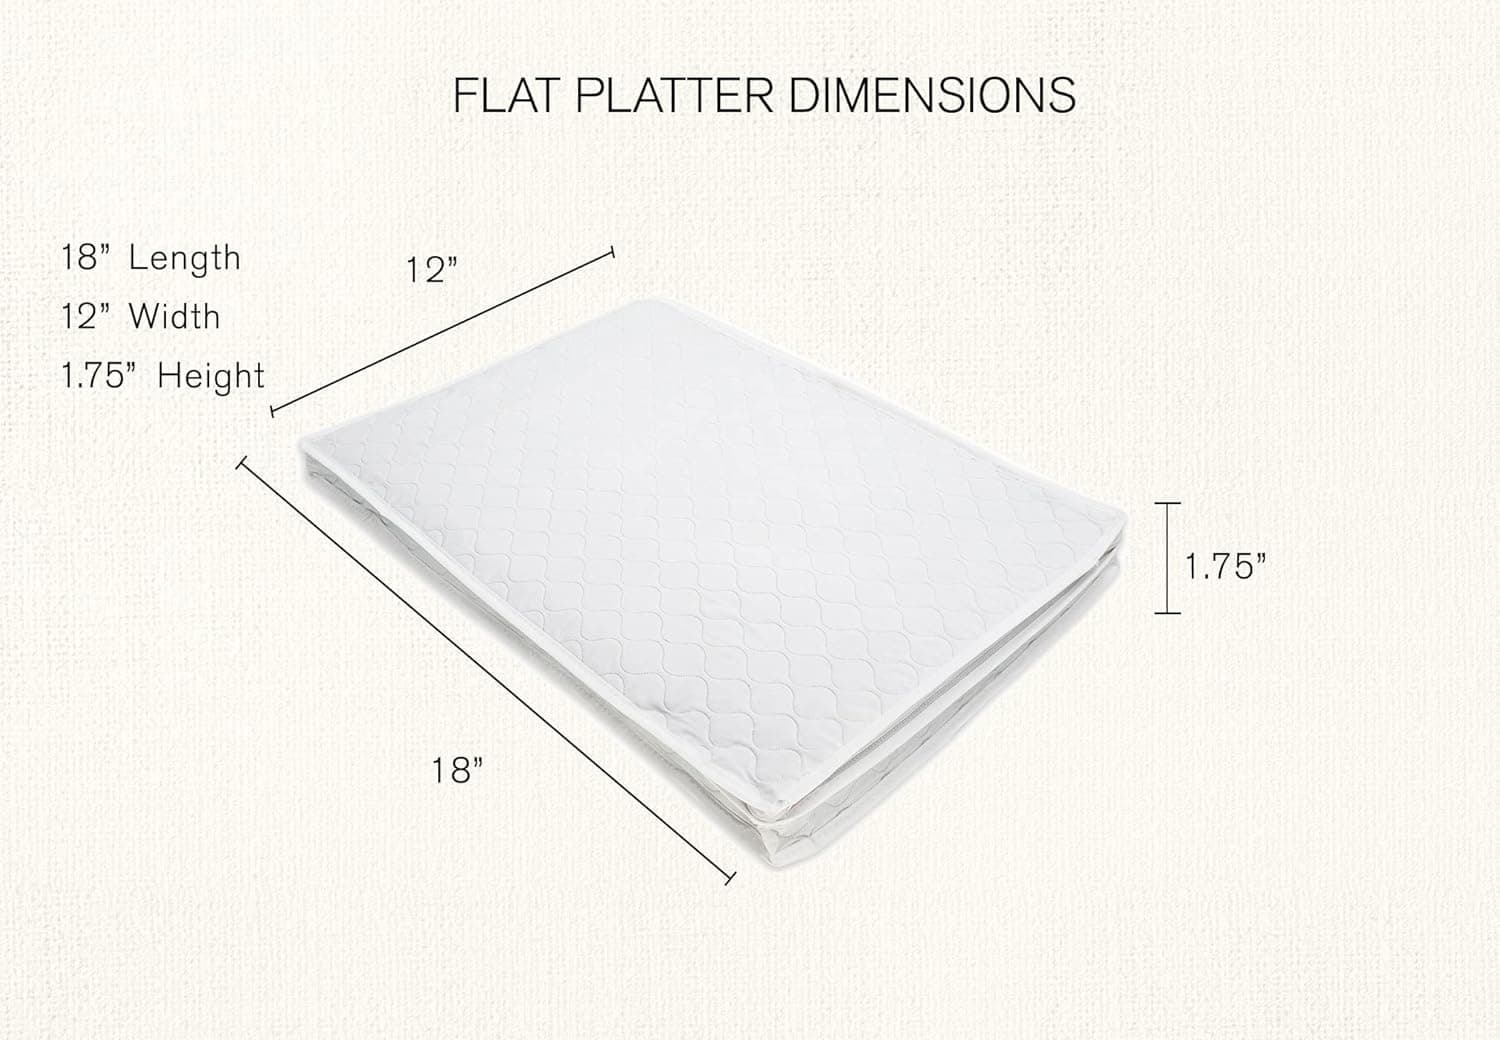 FLAT PLATTER DIMENSIONS
18” Length
12” Width
1.75” Height
12”
1.75”
18”